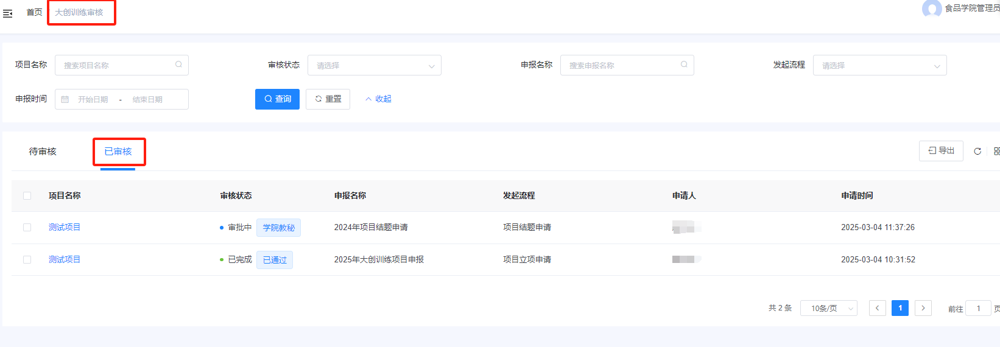 首页 大创训练审核 食品学院管理员
项目名称 搜索项目名称 审核状态 请选择 申报名称 搜索申报名称 发起流程 请选择
申报时间 开始日期 - 结束日期 查询 重置 收起
待审核 已审核 导出
项目名称 审核状态 申报名称 发起流程 申请人 申请时间
测试项目 审批中 学院教秘 2024年项目结题申请 项目结题申请 2025-03-04 11:37:26
测试项目 已完成 已通过 2025年大创训练项目申报 项目立项申请 2025-03-04 10:31:52
共 2 条 10条/页 1 前往 1 页